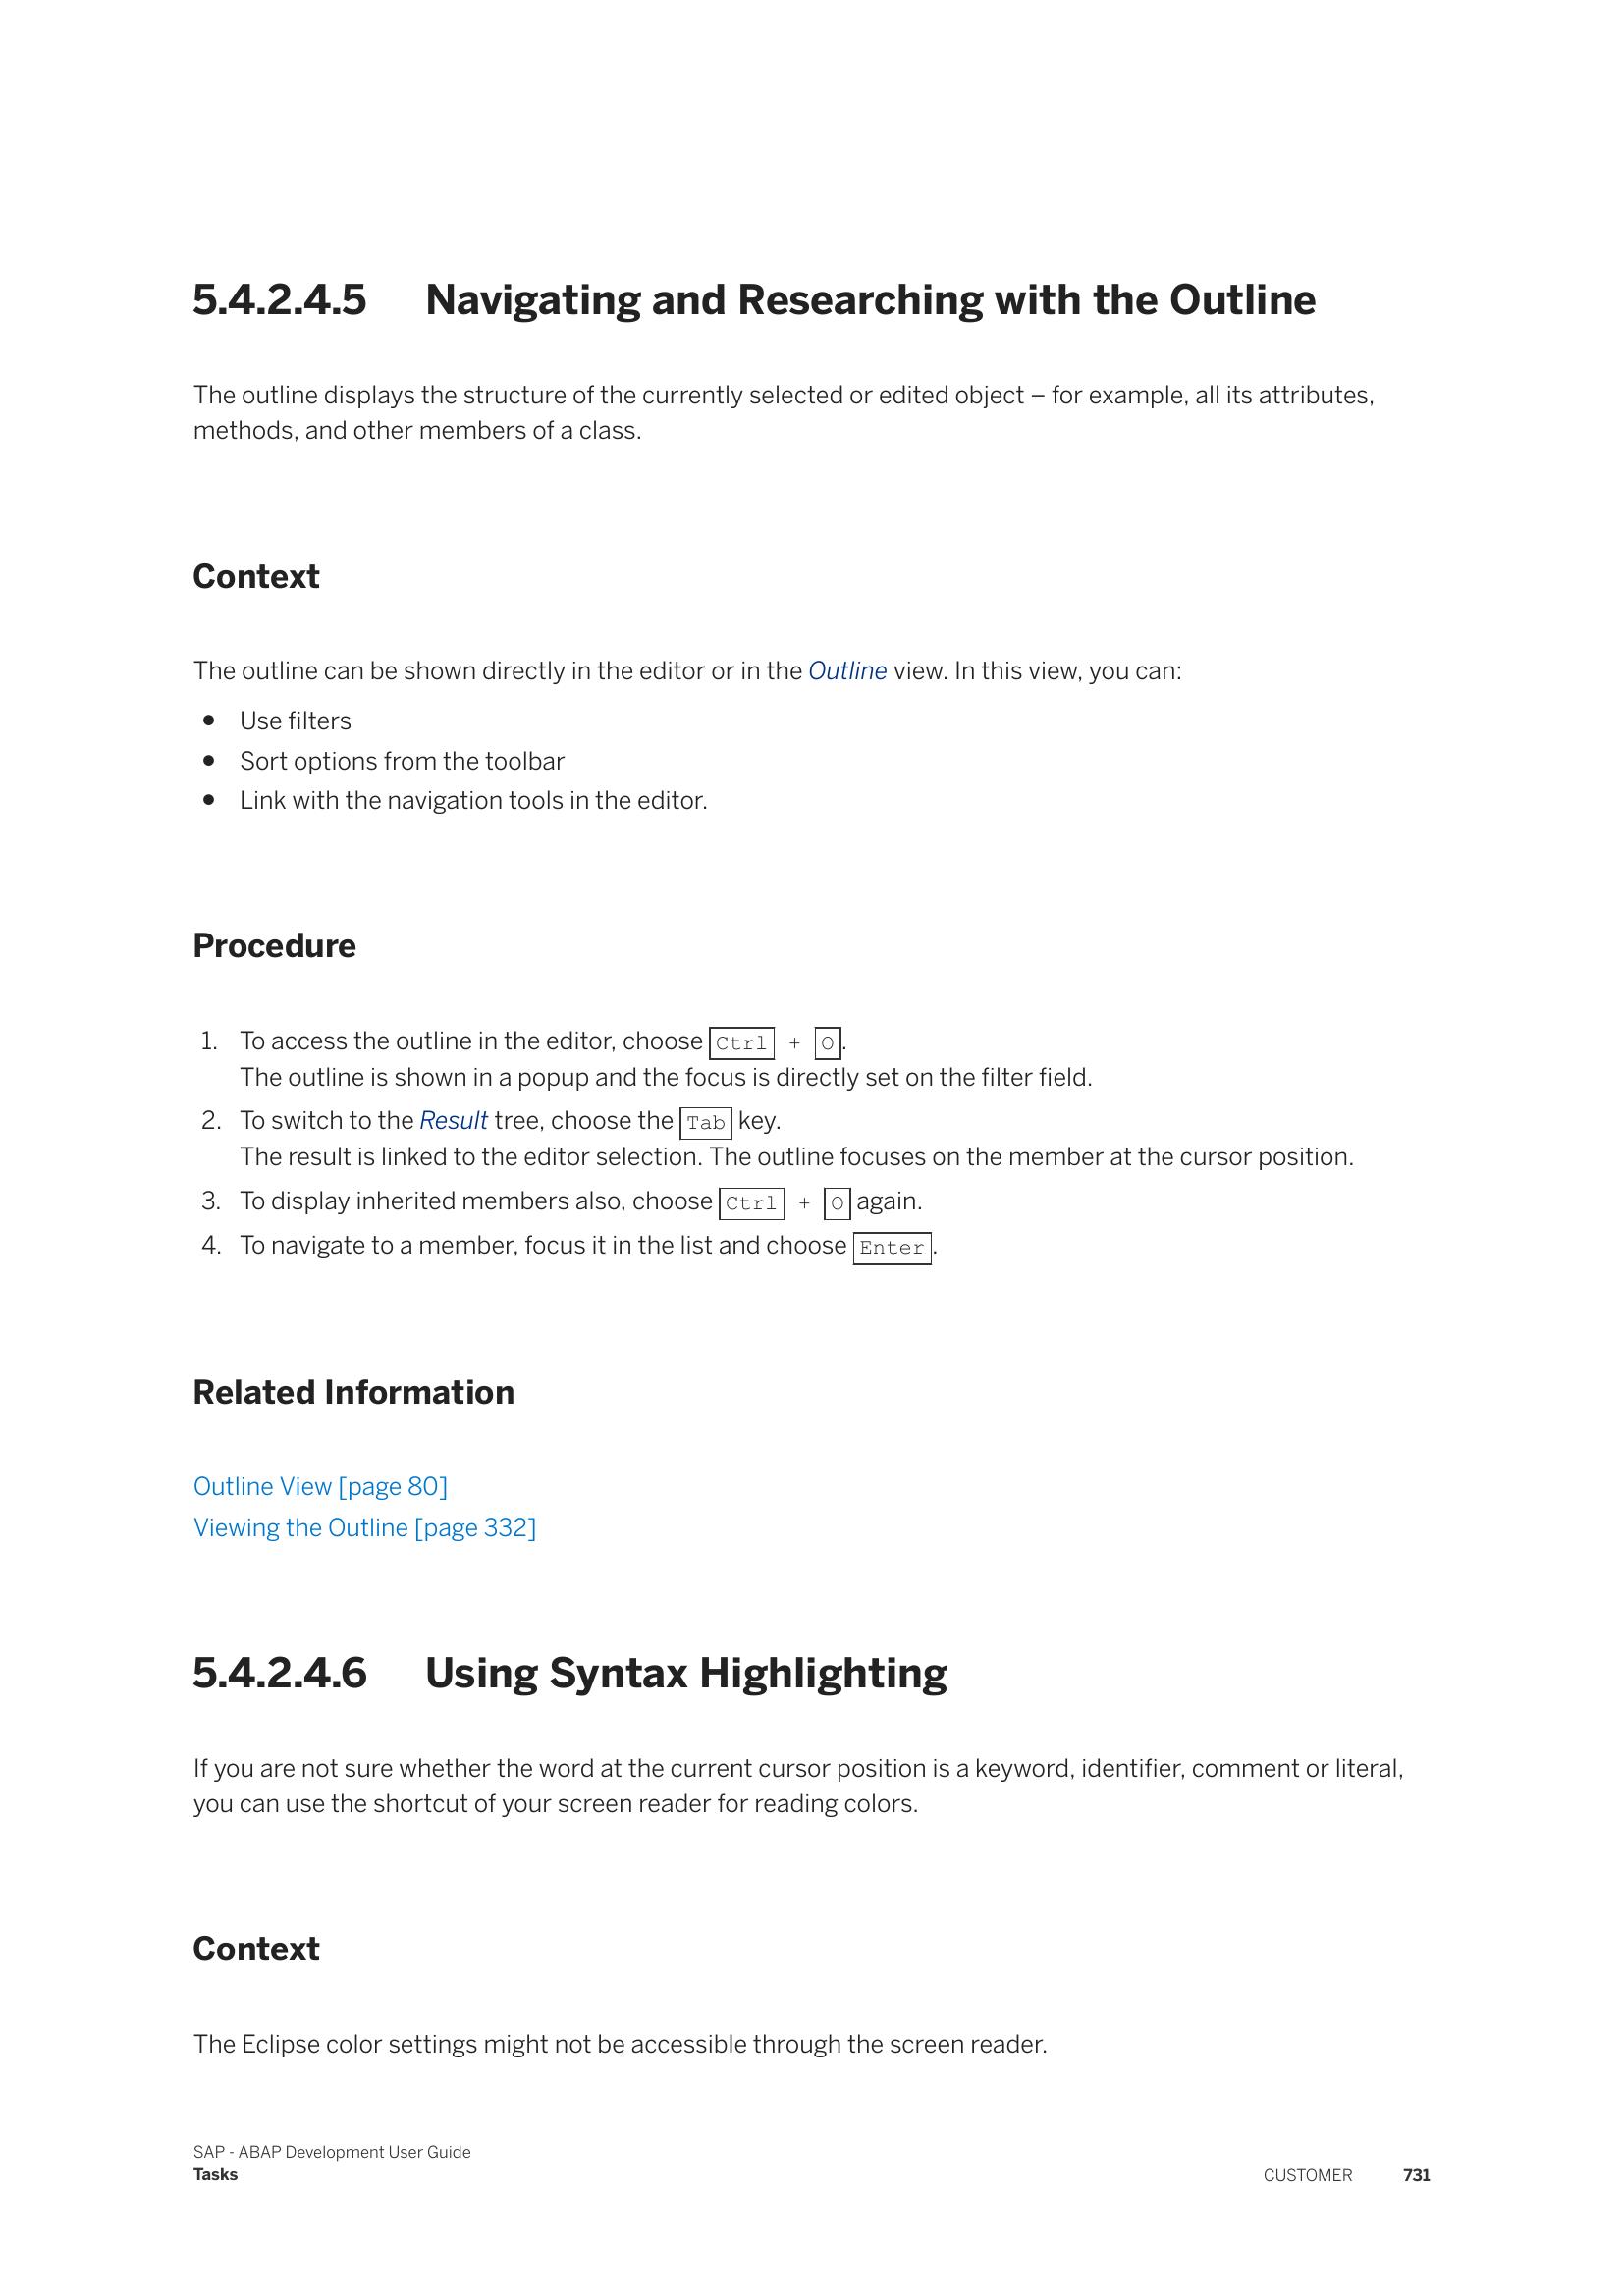 5.4.2.4.5 Navigating and Researching with the Outline
The outline displays the structure of the currently selected or edited object – for example, all its attributes,
methods, and other members of a class.
Context
The outline can be shown directly in the editor or in the Outline view. In this view, you can:
● Use filters
● Sort options from the toolbar
● Link with the navigation tools in the editor.
Procedure
1. To access the outline in the editor, choose Ctrl + O.
The outline is shown in a popup and the focus is directly set on the filter field.
2. To switch to the Result tree, choose the Tab key.
The result is linked to the editor selection. The outline focuses on the member at the cursor position.
3. To display inherited members also, choose Ctrl + O again.
4. To navigate to a member, focus it in the list and choose Enter.
Related Information
Outline View [page 80]
Viewing the Outline [page 332]
5.4.2.4.6 Using Syntax Highlighting
If you are not sure whether the word at the current cursor position is a keyword, identifier, comment or literal,
you can use the shortcut of your screen reader for reading colors.
Context
The Eclipse color settings might not be accessible through the screen reader.
SAP - ABAP Development User Guide
Tasks
CUSTOMER 731